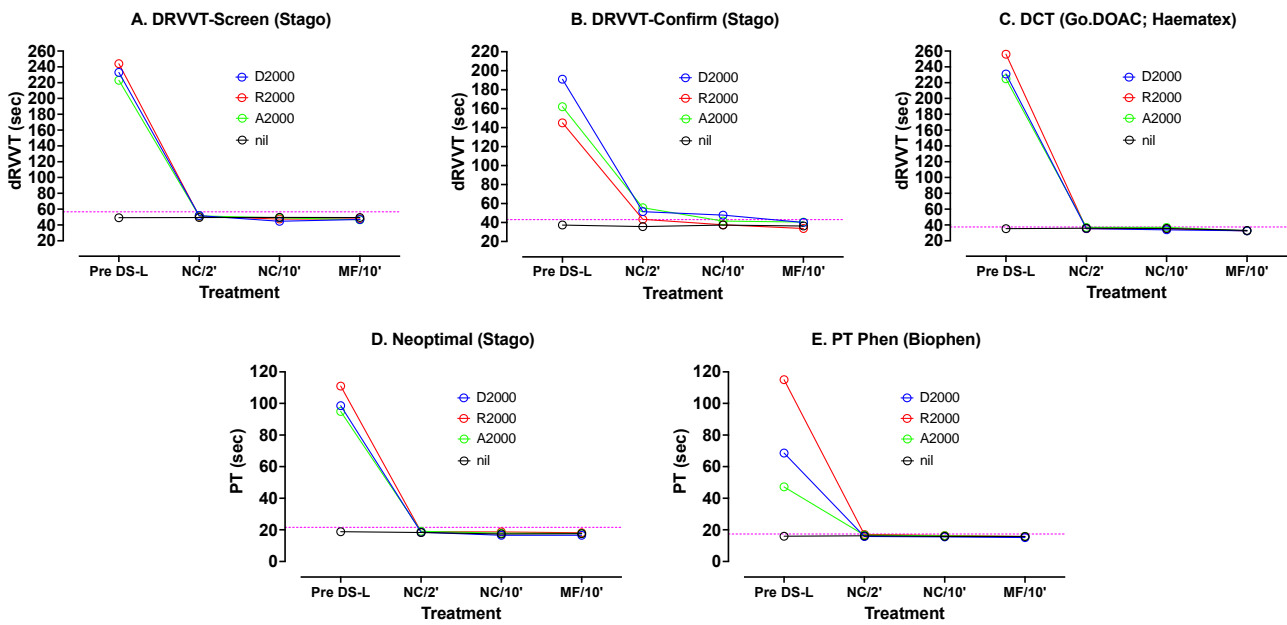 A. DRVVT-Screen (Stago)
dRVVT (sec)
260
240
220
200
180
160
140
120
100
80
60
40
20
D2000
R2000
A2000
nil
Pre DS-L NC/2' NC/10' MF/10'
Treatment
B. DRVVT-Confirm (Stago)
dRVVT (sec)
220
200
180
160
140
120
100
80
60
40
20
D2000
R2000
A2000
nil
Pre DS-L NC/2' NC/10' MF/10'
Treatment
C. DCT (Go.DOAC; Haematex)
dRVVT (sec)
260
240
220
200
180
160
140
120
100
80
60
40
20
D2000
R2000
A2000
nil
Pre DS-L NC/2' NC/10' MF/10'
Treatment
D. Neoptimal (Stago)
PT (sec)
120
100
80
60
40
20
0
D2000
R2000
A2000
nil
Pre DS-L NC/2' NC/10' MF/10'
Treatment
E. PT Phen (Biophen)
PT (sec)
120
100
80
60
40
20
0
D2000
R2000
A2000
nil
Pre DS-L NC/2' NC/10' MF/10'
Treatment